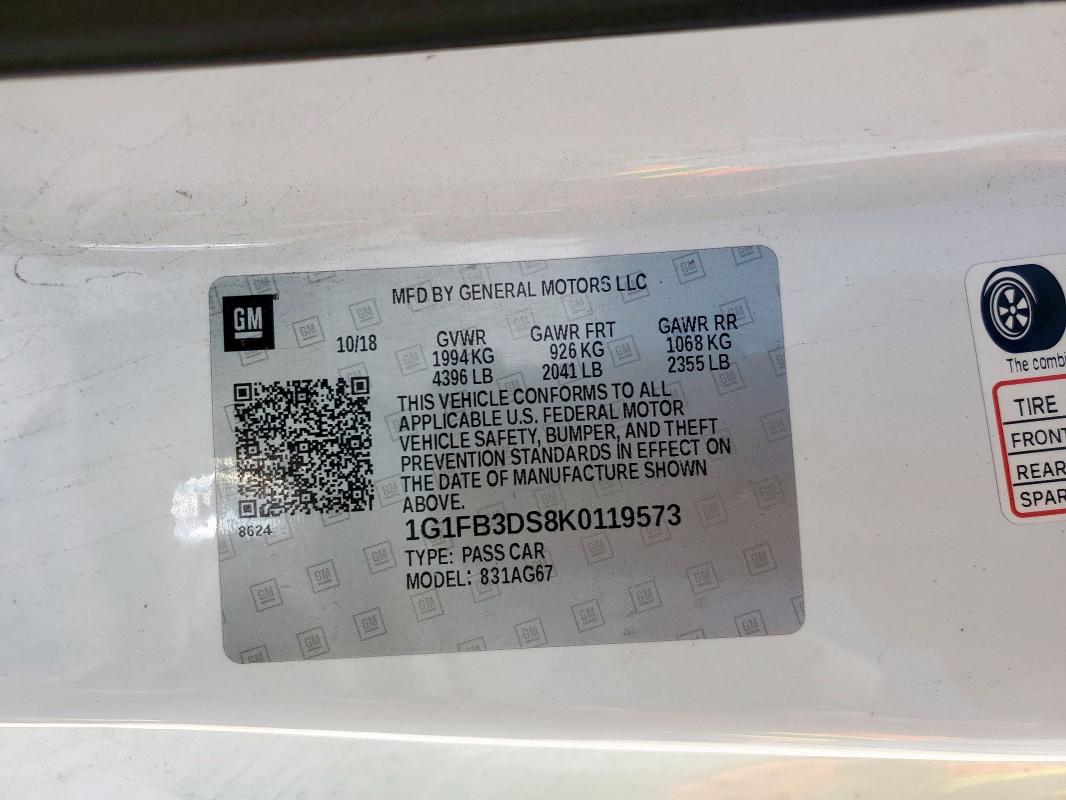 GM
MFD BY GENERAL MOTORS LLC
10/18
GVWR GAWR FRT GAWR RR
1994 KG 926 KG 1068 KG
4396 LB 2041 LB 2355 LB
THIS VEHICLE CONFORMS TO ALL
APPLICABLE U.S. FEDERAL MOTOR
VEHICLE SAFETY, BUMPER, AND THEFT
PREVENTION STANDARDS IN EFFECT ON
THE DATE OF MANUFACTURE SHOWN
ABOVE.
8624
1G1FB3DS8K0119573
TYPE: PASS CAR
MODEL: 831AG67
The combi
TIRE
FRONT
REAR
SPAR